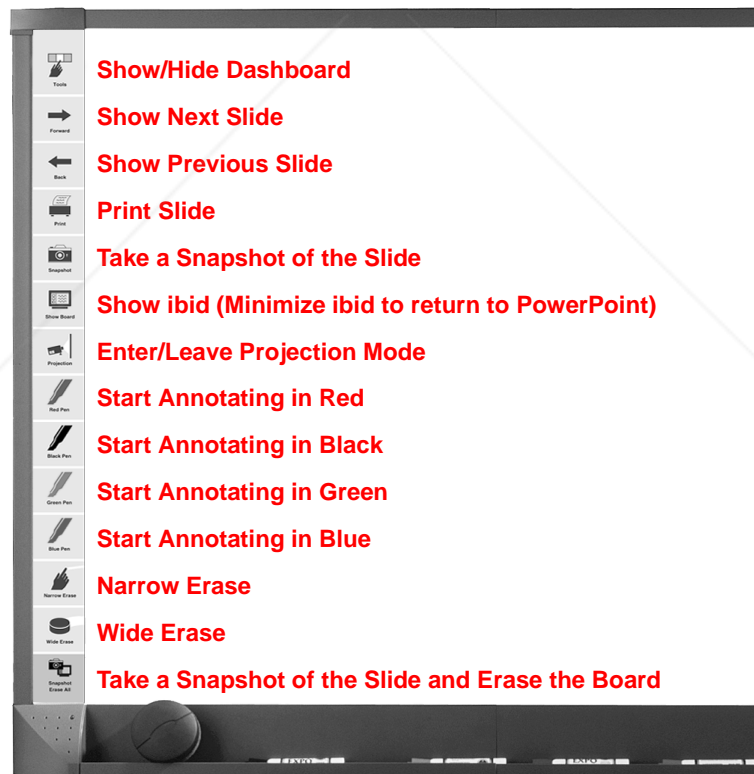 Tools
Show/Hide Dashboard
Forward
Show Next Slide
Back
Show Previous Slide
Print
Print Slide
Snapshot
Take a Snapshot of the Slide
Show Board
Show ibid (Minimize ibid to return to PowerPoint)
Projection
Enter/Leave Projection Mode
Red Pen
Start Annotating in Red
Black Pen
Start Annotating in Black
Green Pen
Start Annotating in Green
Blue Pen
Start Annotating in Blue
Narrow Erase
Narrow Erase
Wide Erase
Wide Erase
Snapshot
Erase All
Take a Snapshot of the Slide and Erase the Board
EXPO
EXPO